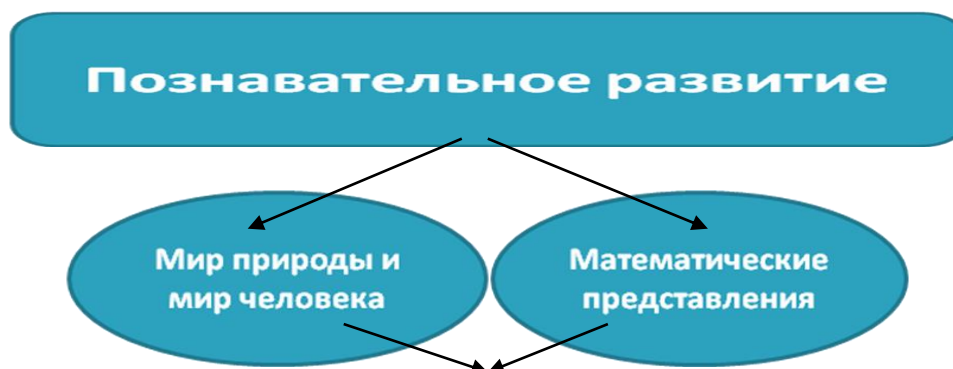 Познавательное развитие
Мир природы и
мир человека
Математические
представления